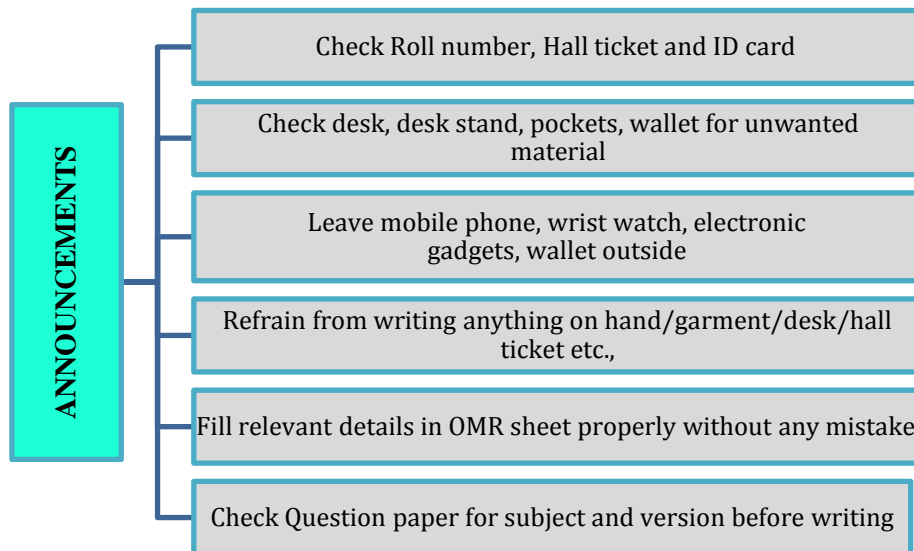 ANNOUNCEMENTS
Check Roll number, Hall ticket and ID card
Check desk, desk stand, pockets, wallet for unwanted
material
Leave mobile phone, wrist watch, electronic
gadgets, wallet outside
Refrain from writing anything on hand/garment/desk/hall
ticket etc.,
Fill relevant details in OMR sheet properly without any mistake
Check Question paper for subject and version before writing